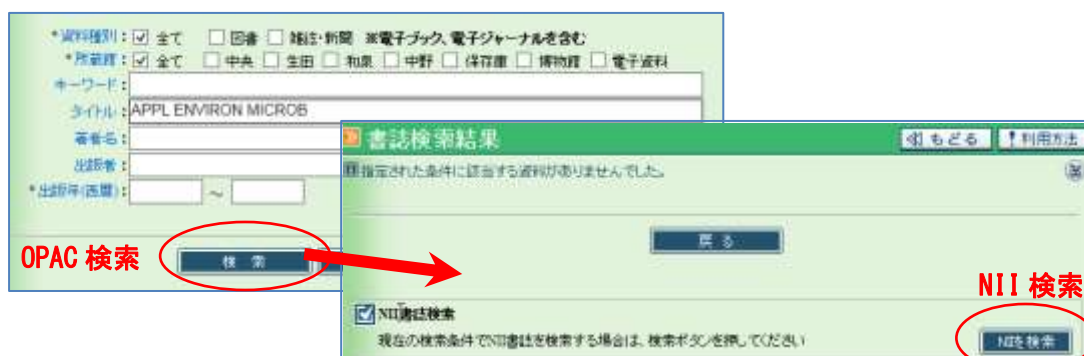 *資料種別: 全て 図書 雑誌・新聞 ※電子ブック、電子ジャーナルを含む
*所蔵館: 全て 中央 生田 和泉 中野 保存庫 博物館 電子資料
キーワード:
タイトル: APPL ENVIRON MICROB
著者名:
出版者:
*出版年(西暦): ~
OPAC 検索
検 索
書誌検索結果
もどる
利用方法
指定された条件に該当する資料がありませんでした。
戻 る
NII 検索
NII書誌検索
現在の検索条件でNII書誌を検索する場合は、検索ボタンを押してください
NIIを検索